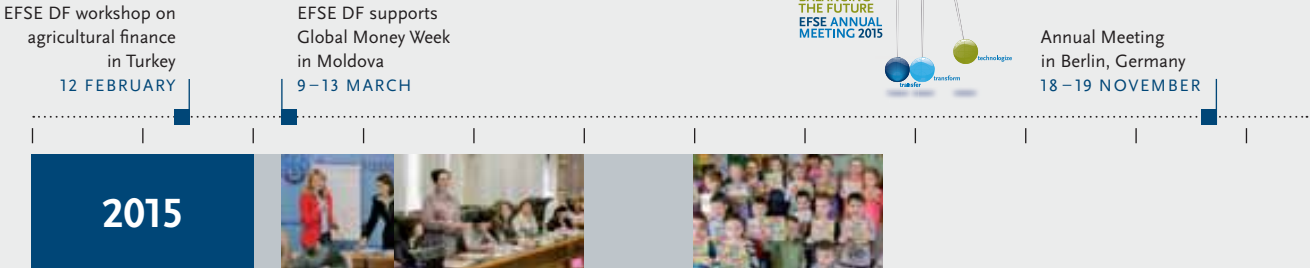 EFSE DF workshop on
agricultural finance
in Turkey
12 FEBRUARY
EFSE DF supports
Global Money Week
in Moldova
9–13 MARCH
THE FUTURE
EFSE ANNUAL
MEETING 2015
technologize
transform
transfer
Annual Meeting
in Berlin, Germany
18–19 NOVEMBER
2015